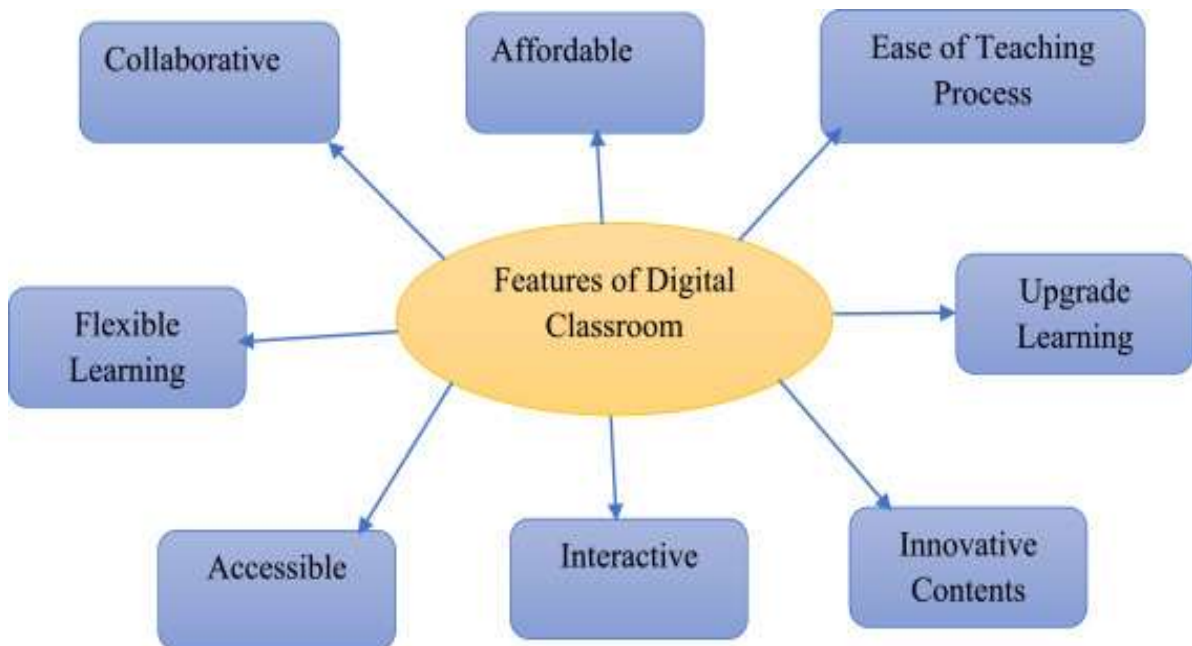 Collaborative
Affordable
Ease of Teaching
Process
Features of Digital
Classroom
Flexible
Learning
Upgrade
Learning
Accessible
Interactive
Innovative
Contents